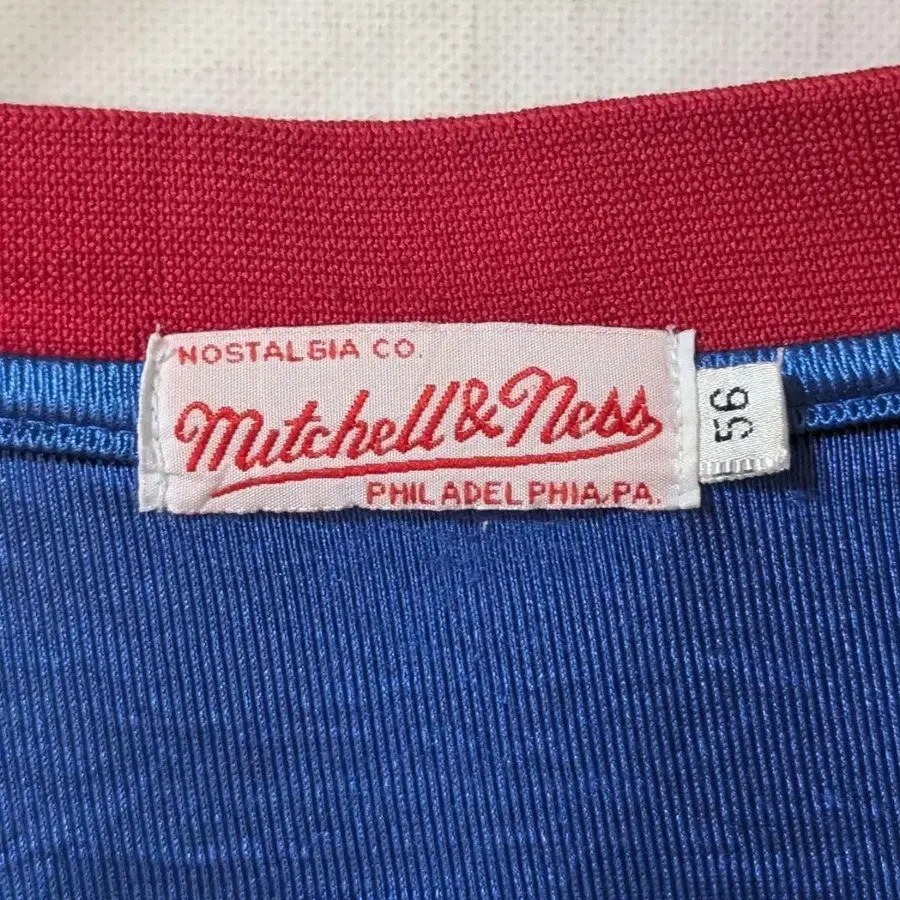 NOSTALGIA CO.
Mitchell & Ness
PHILADELPHIA, PA.
56